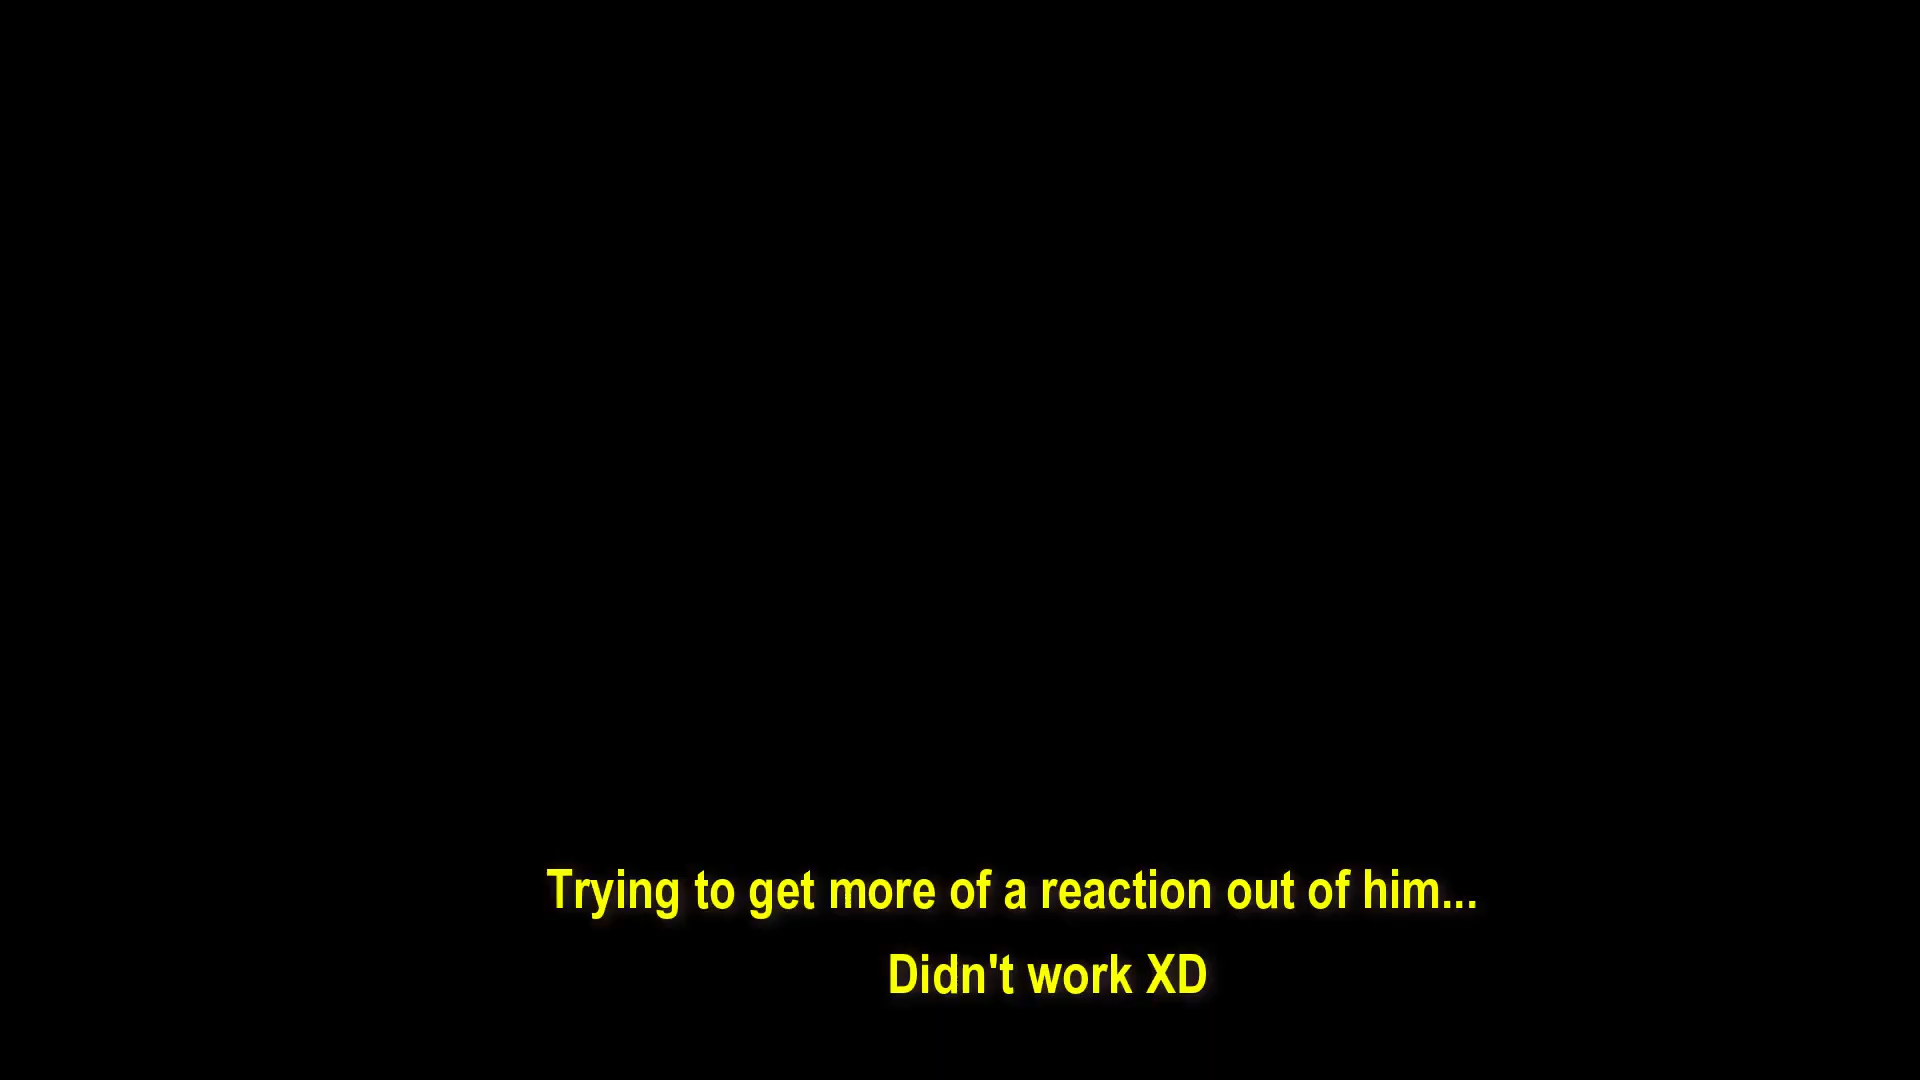 Trying to get more of a reaction out of him...
Didn't work XD